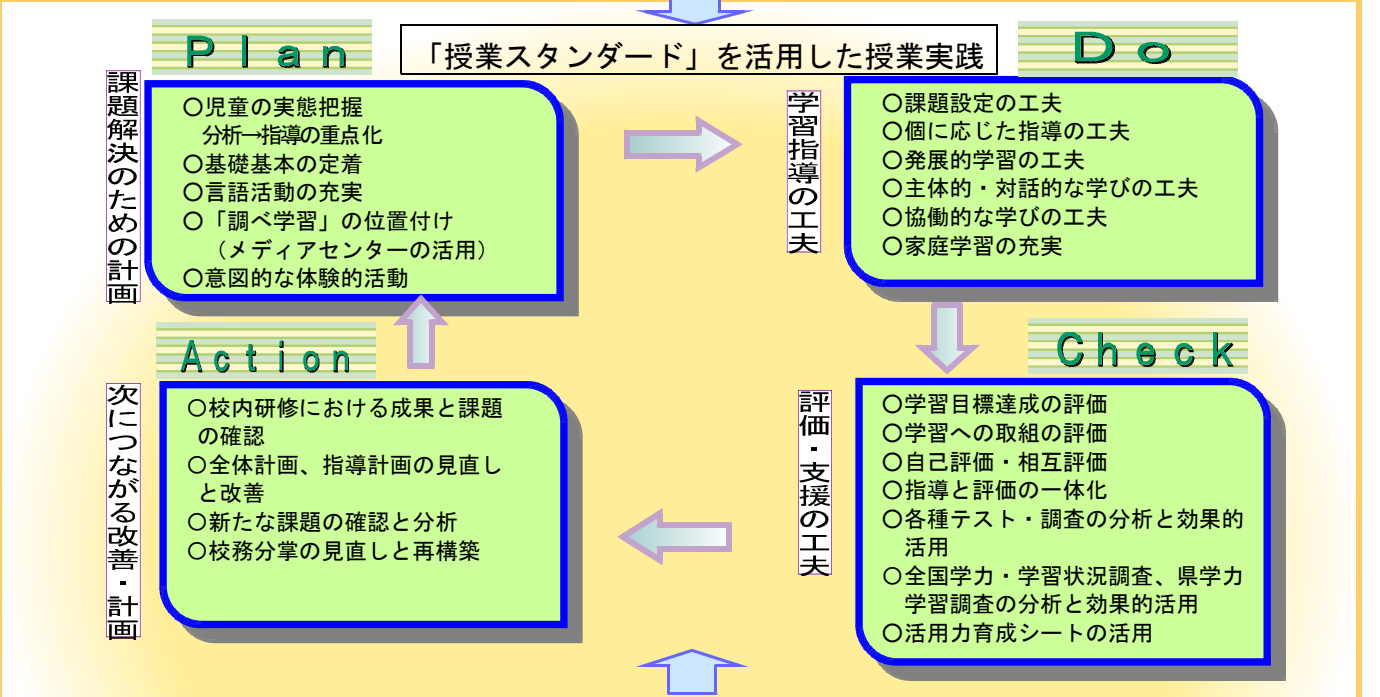 「授業スタンダード」を活用した授業実践
Plan
課題解決のための計画
○児童の実態把握
分析→指導の重点化
○基礎基本の定着
○言語活動の充実
○「調べ学習」の位置付け
（メディアセンターの活用）
○意図的な体験的活動
Do
学習指導の工夫
○課題設定の工夫
○個に応じた指導の工夫
○発展的学習の工夫
○主体的・対話的な学びの工夫
○協働的な学びの工夫
○家庭学習の充実
Check
評価・支援の工夫
○学習目標達成の評価
○学習への取組の評価
○自己評価・相互評価
○指導と評価の一体化
○各種テスト・調査の分析と効果的
活用
○全国学力・学習状況調査、県学力
学習調査の分析と効果的活用
○活用力育成シートの活用
Action
次につながる改善・計画
○校内研修における成果と課題
の確認
○全体計画、指導計画の見直し
と改善
○新たな課題の確認と分析
○校務分掌の見直しと再構築